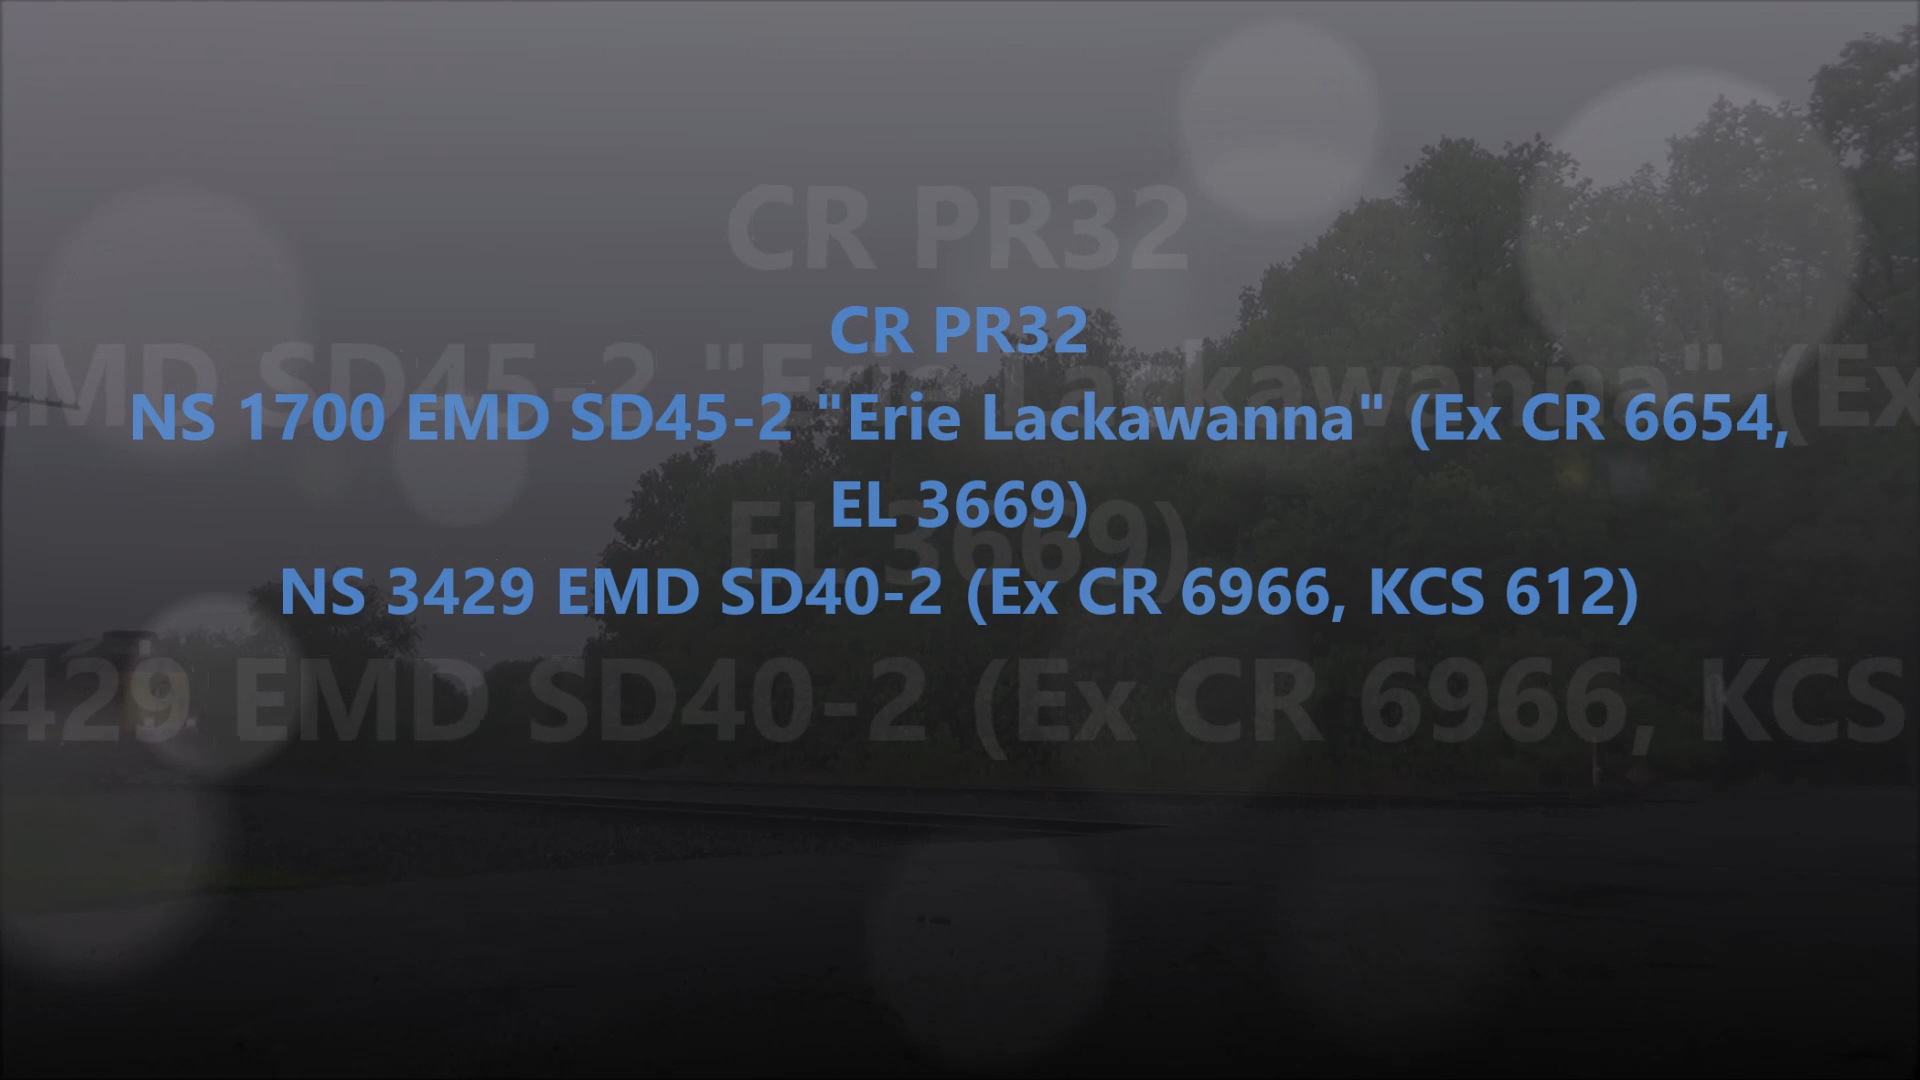 CR PR32
NS 1700 EMD SD45-2 "Erie Lackawanna" (Ex CR 6654,
EL 3669)
NS 3429 EMD SD40-2 (Ex CR 6966, KCS 612)